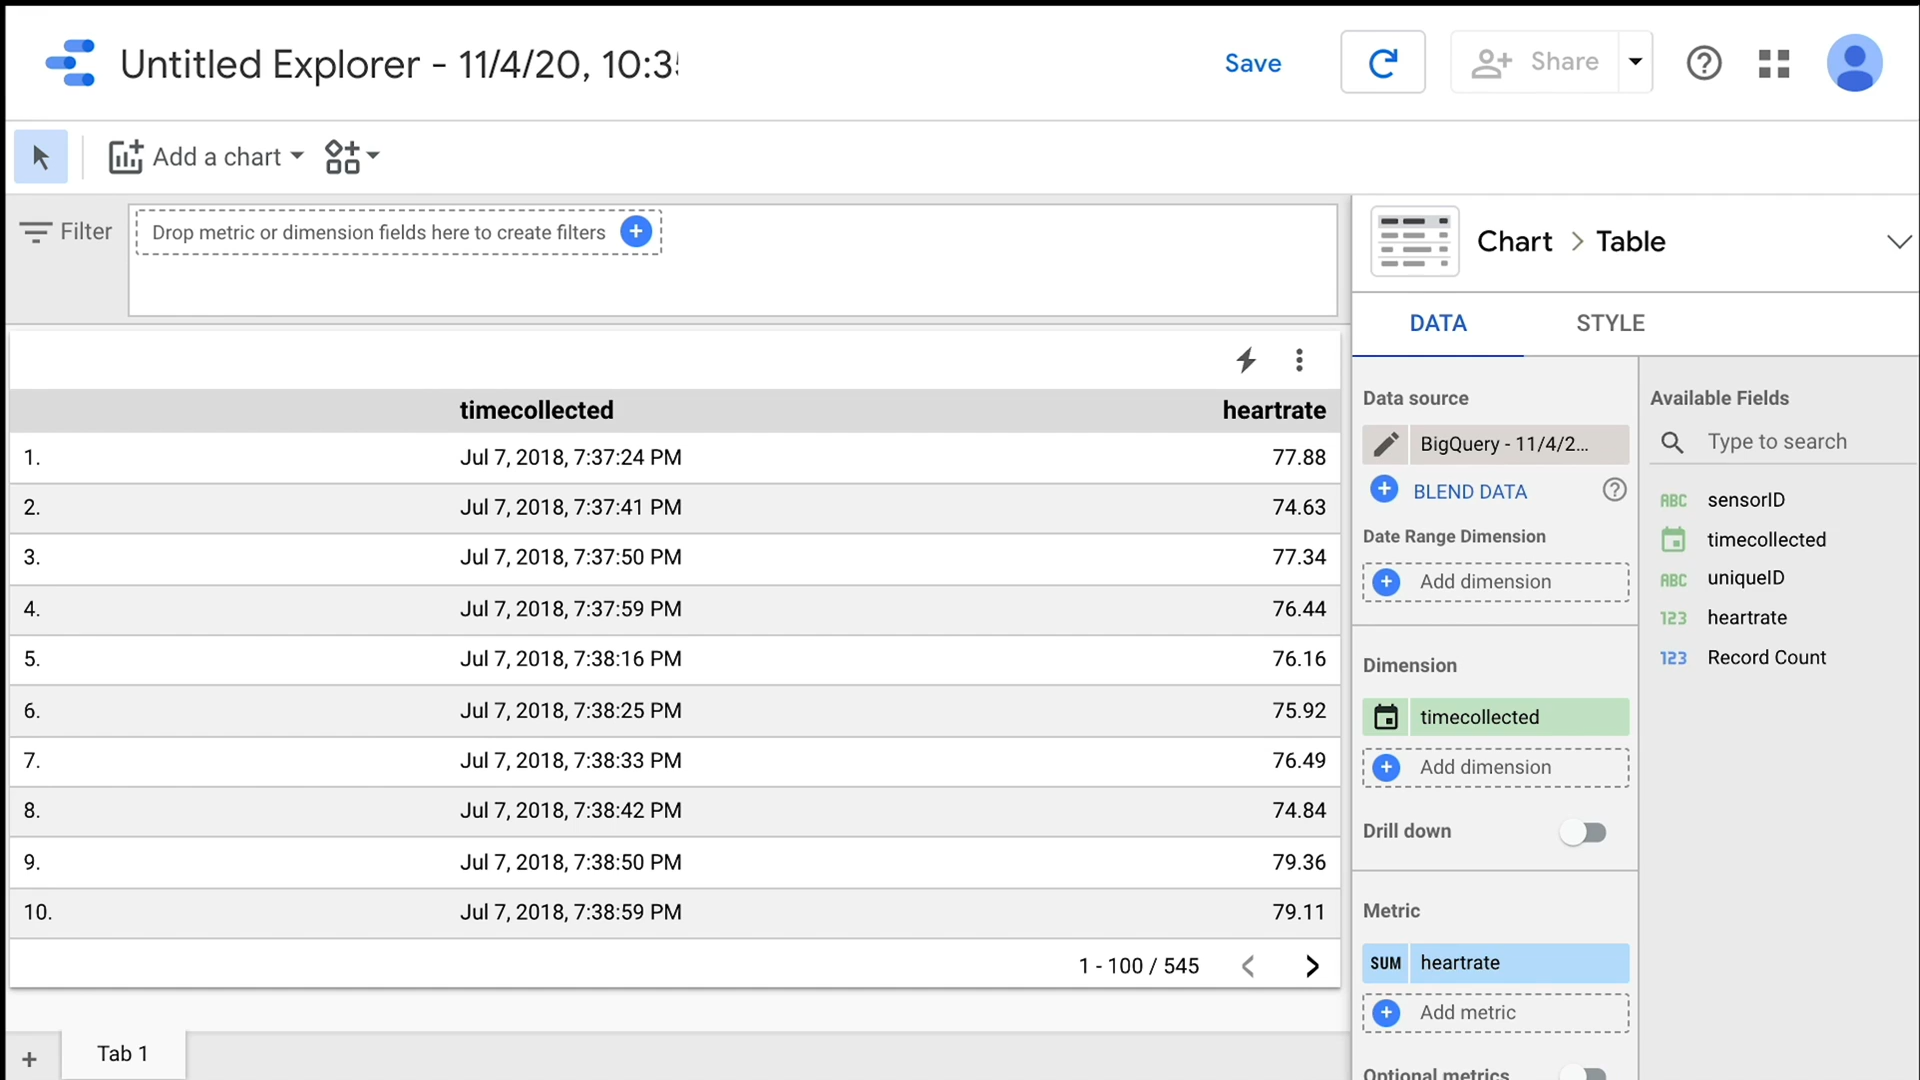 Untitled Explorer - 11/4/20, 10:35
Save
Share
Add a chart
Filter
Drop metric or dimension fields here to create filters
Chart > Table
DATA STYLE
timecollected heartrate
1. Jul 7, 2018, 7:37:24 PM 77.88
2. Jul 7, 2018, 7:37:41 PM 74.63
3. Jul 7, 2018, 7:37:50 PM 77.34
4. Jul 7, 2018, 7:37:59 PM 76.44
5. Jul 7, 2018, 7:38:16 PM 76.16
6. Jul 7, 2018, 7:38:25 PM 75.92
7. Jul 7, 2018, 7:38:33 PM 76.49
8. Jul 7, 2018, 7:38:42 PM 74.84
9. Jul 7, 2018, 7:38:50 PM 79.36
10. Jul 7, 2018, 7:38:59 PM 79.11
1 - 100 / 545
+ Tab 1
Data source
BigQuery - 11/4/2...
BLEND DATA
Date Range Dimension
Add dimension
Dimension
timecollected
Add dimension
Drill down
Metric
SUM heartrate
Add metric
Optional metrics
Available Fields
Type to search
ABC sensorID
timecollected
ABC uniqueID
123 heartrate
123 Record Count